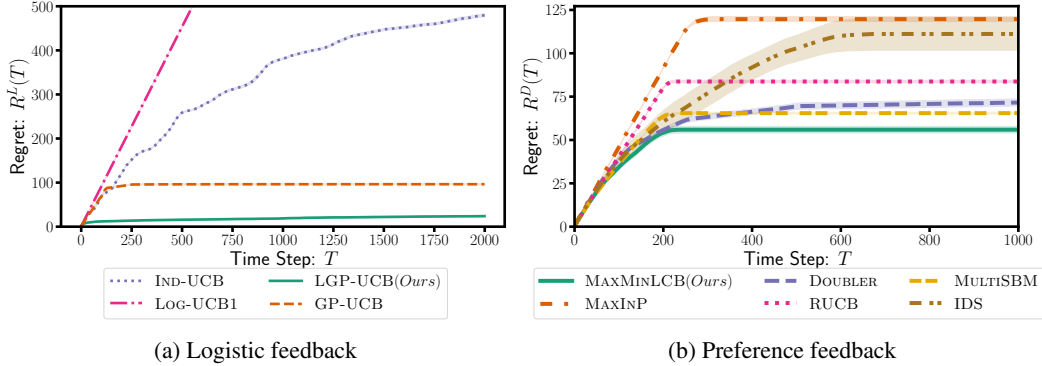 500
400
300
200
100
0
Regret: R^L(T)
0 250 500 750 1000 1250 1500 1750 2000
Time Step: T
IND-UCB LGP-UCB(Ours)
LOG-UCB1 GP-UCB
(a) Logistic feedback
125
100
75
50
25
0
Regret: R^D(T)
0 200 400 600 800 1000
Time Step: T
MAXMINLCB(Ours) DOUBLER MULTISBM
MAXINP RUCB IDS
(b) Preference feedback